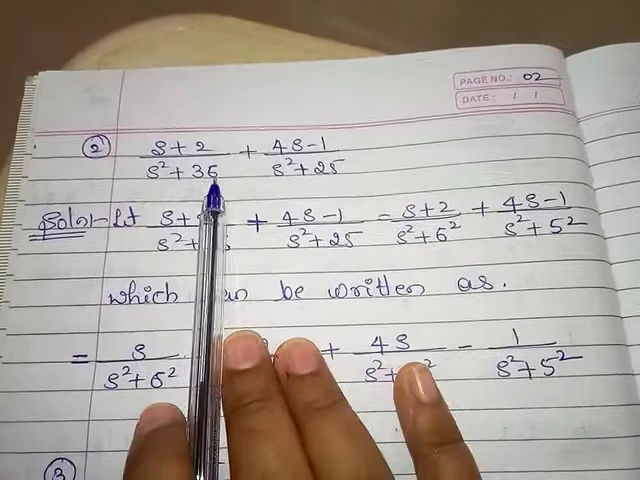 PAGE NO.: 02
DATE: / /
(2) (s+2)/(s²+36) + (4s-1)/(s²+25)
Soln:- Let (s+ + (4s-1)/(s²+25) = (s+2)/(s²+6²) + (4s-1)/(s²+5²)
which be written as.
= s/(s²+6²) + 4s/(s²+ ²) - 1/(s²+5²)
(3)